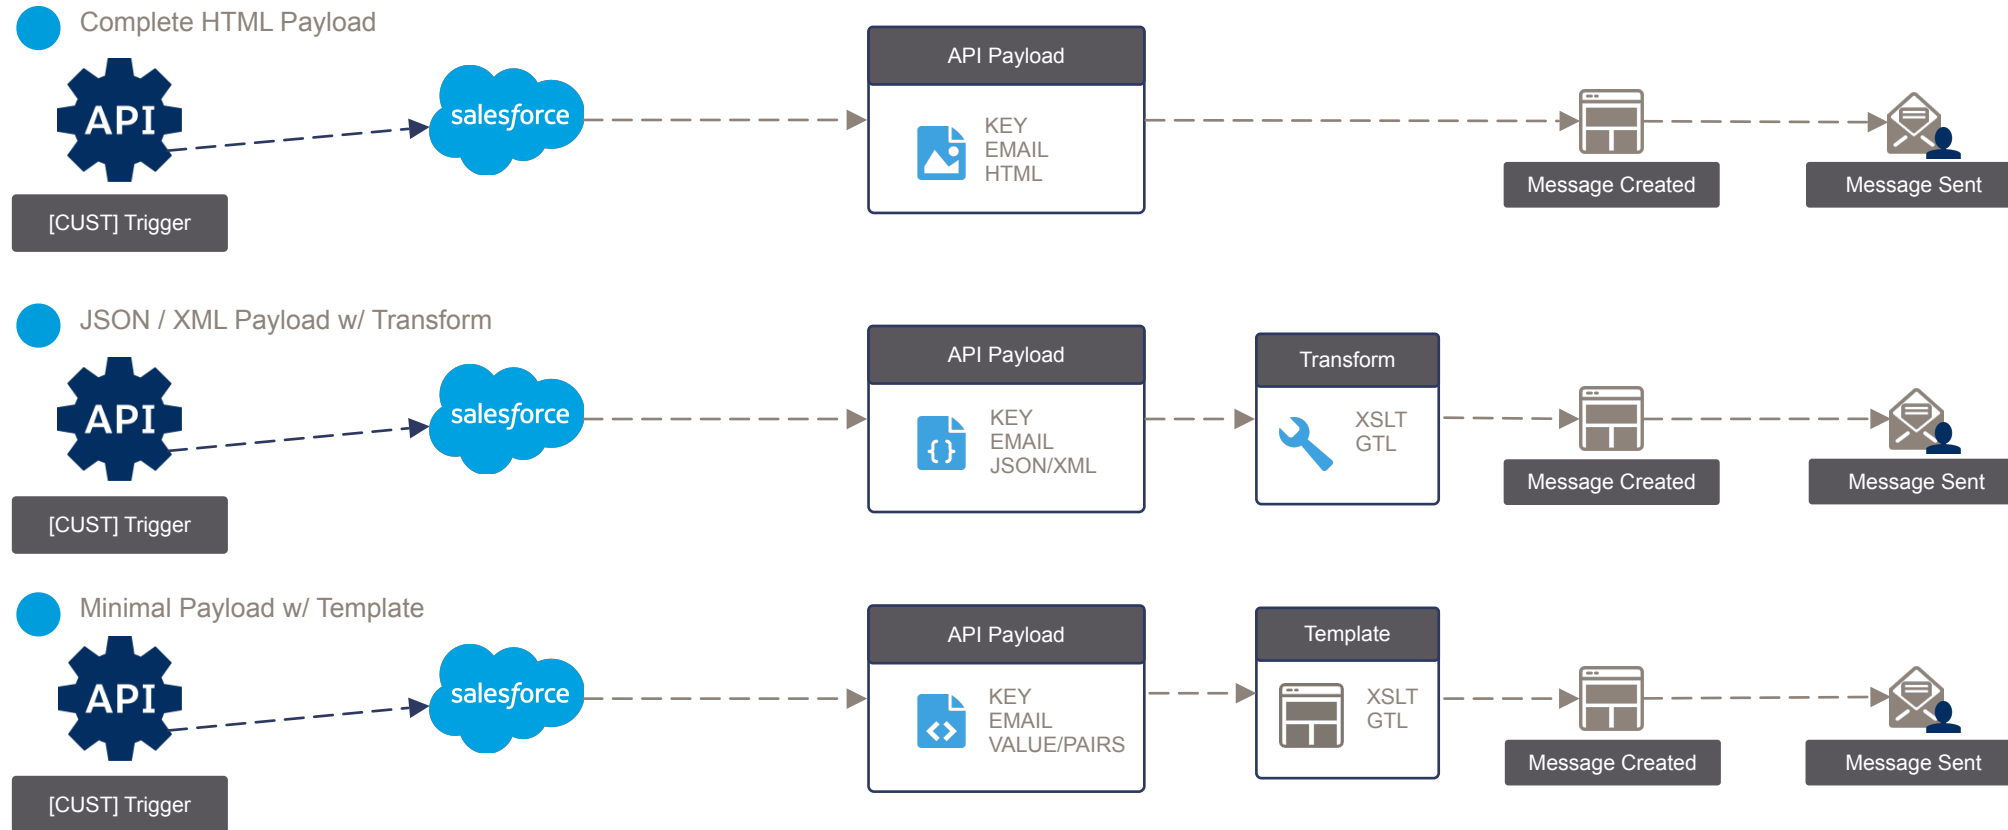 Complete HTML Payload
API
salesforce
[CUST] Trigger
API Payload
KEY
EMAIL
HTML
Message Created
Message Sent
JSON / XML Payload w/ Transform
API
salesforce
[CUST] Trigger
API Payload
KEY
EMAIL
JSON/XML
{}
Transform
XSLT
GTL
Message Created
Message Sent
Minimal Payload w/ Template
API
salesforce
[CUST] Trigger
API Payload
KEY
EMAIL
VALUE/PAIRS
<>
Template
XSLT
GTL
Message Created
Message Sent